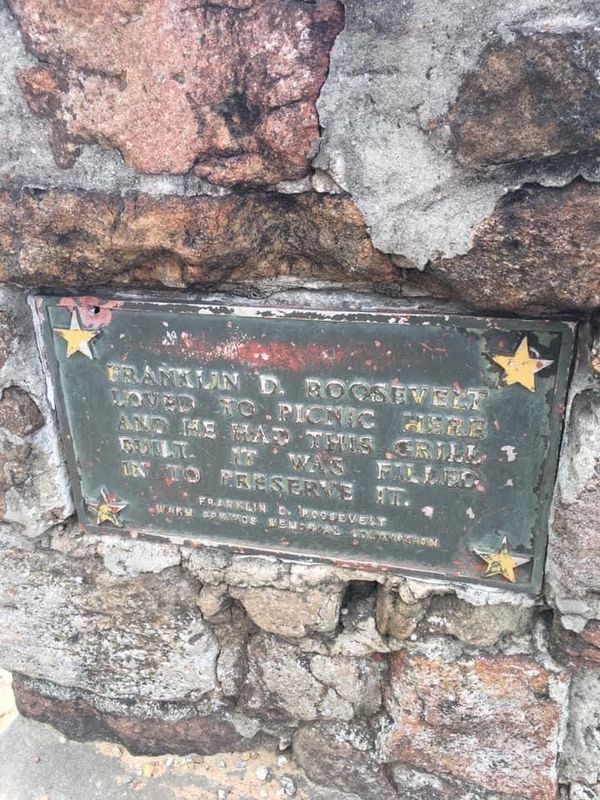 FRANKLIN D. ROOSEVELT
LOVED TO PICNIC HERE
AND HE HAD THIS GRILL
BUILT. IT WAS FILLED
IN TO PRESERVE IT.
FRANKLIN D. ROOSEVELT
WARM SPRINGS MEMORIAL COMMISSION